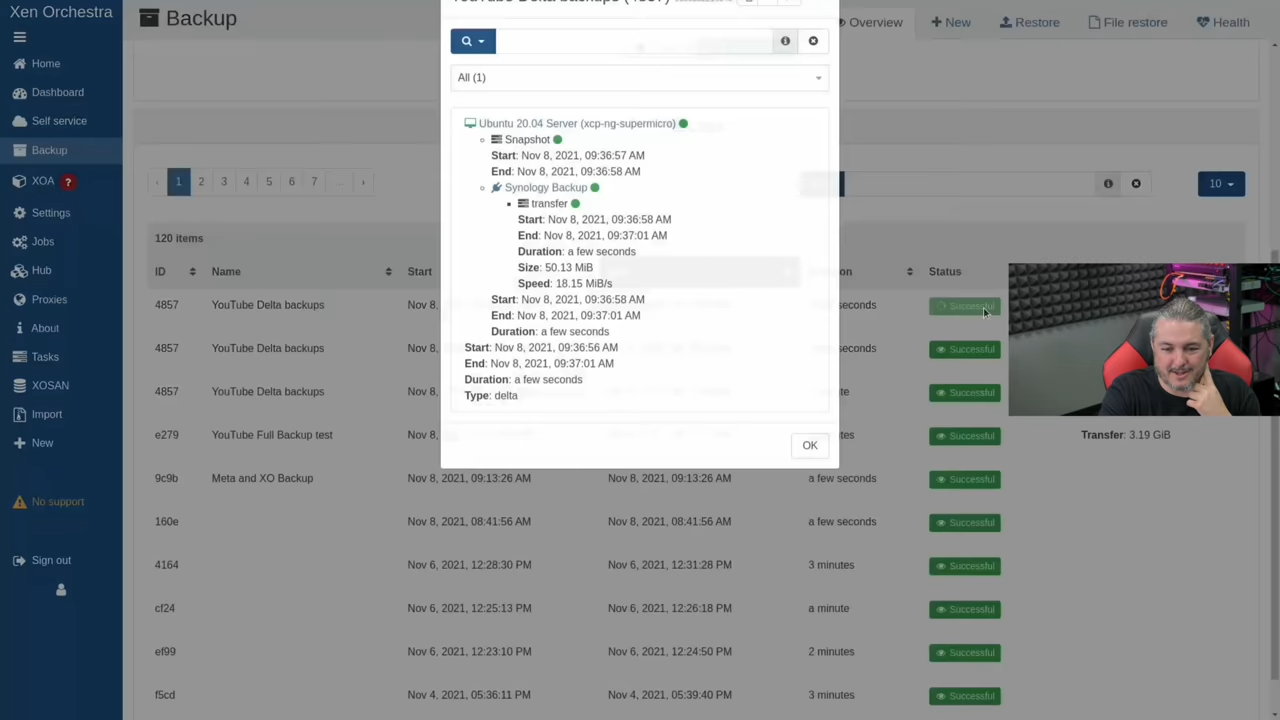 Xen Orchestra
Home
Dashboard
Self service
Backup
XOA ?
Settings
Jobs
Hub
Proxies
About
Tasks
XOSAN
Import
New
No support
Sign out
Backup
Overview
New
Restore
File restore
Health
YouTube Delta backups (4857)
All (1)
Ubuntu 20.04 Server (xcp-ng-supermicro)
Snapshot
Start: Nov 8, 2021, 09:36:57 AM
End: Nov 8, 2021, 09:36:58 AM
Synology Backup
transfer
Start: Nov 8, 2021, 09:36:58 AM
End: Nov 8, 2021, 09:37:01 AM
Duration: a few seconds
Size: 50.13 MiB
Speed: 18.15 MiB/s
Start: Nov 8, 2021, 09:36:58 AM
End: Nov 8, 2021, 09:37:01 AM
Duration: a few seconds
Start: Nov 8, 2021, 09:36:56 AM
End: Nov 8, 2021, 09:37:01 AM
Duration: a few seconds
Type: delta
OK
‹ 1 2 3 4 5 6 7 ... ›
10
120 items
ID Name Start Status
4857 YouTube Delta backups Nov 8, seconds Successful
4857 YouTube Delta backups Nov 8, seconds Successful
4857 YouTube Delta backups Nov 8, Successful
e279 YouTube Full Backup test Nov 8, Successful Transfer: 3.19 GiB
9c9b Meta and XO Backup Nov 8, 2021, 09:13:26 AM Nov 8, 2021, 09:13:26 AM a few seconds Successful
160e Nov 8, 2021, 08:41:56 AM Nov 8, 2021, 08:41:56 AM a few seconds Successful
4164 Nov 6, 2021, 12:28:30 PM Nov 6, 2021, 12:31:28 PM 3 minutes Successful
cf24 Nov 6, 2021, 12:25:13 PM Nov 6, 2021, 12:26:18 PM a minute Successful
ef99 Nov 6, 2021, 12:23:10 PM Nov 6, 2021, 12:24:50 PM 2 minutes Successful
f5cd Nov 4, 2021, 05:36:11 PM Nov 4, 2021, 05:39:40 PM 3 minutes Successful